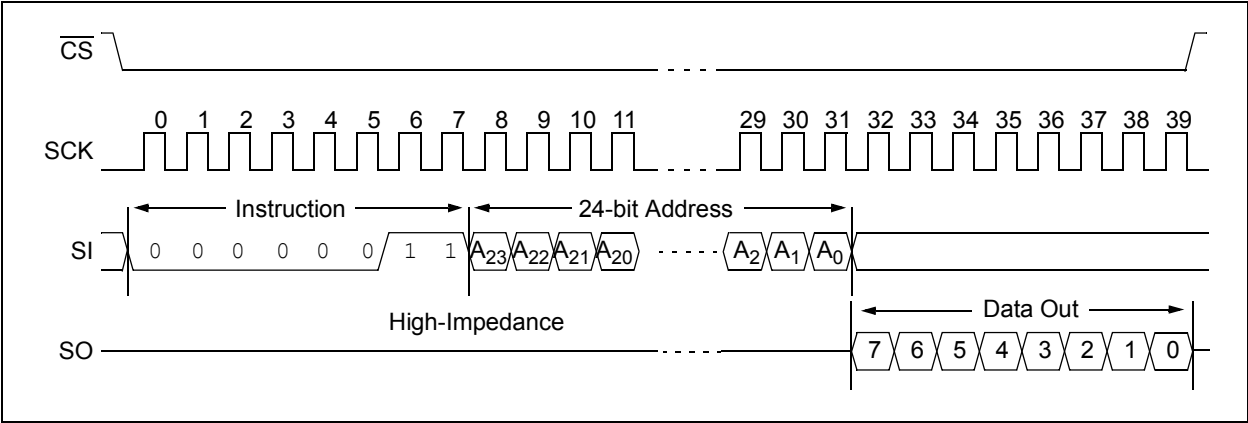 CS
0 1 2 3 4 5 6 7 8 9 10 11 29 30 31 32 33 34 35 36 37 38 39
SCK
Instruction 24-bit Address
SI 0 0 0 0 0 0 1 1 A23 A22 A21 A20 A2 A1 A0
Data Out
High-Impedance
SO 7 6 5 4 3 2 1 0